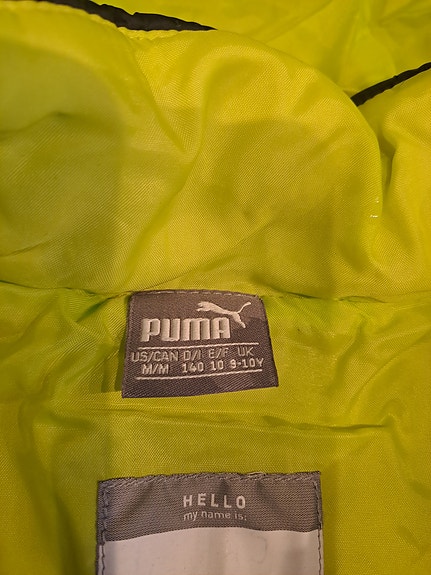 PUMA
US/CAN D/I E/F UK
M/M 140 10 9-10Y
HELLO
my name is: